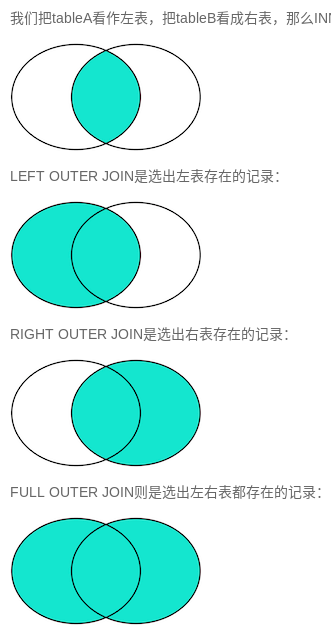 我们把tableA看作左表，把tableB看成右表，那么
LEFT OUTER JOIN是选出左表存在的记录：
RIGHT OUTER JOIN是选出右表存在的记录：
FULL OUTER JOIN则是选出左右表都存在的记录：